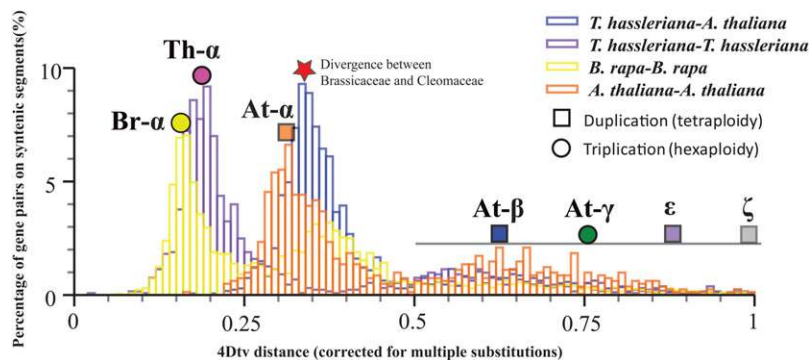 Percentage of gene pairs on syntenic segments(%)
10
5
0
0
0.25
0.5
0.75
1
4Dtv distance (corrected for multiple substitutions)
Br-α
Th-α
At-α
Divergence between
Brassicaceae and Cleomaceae
T. hassleriana-A. thaliana
T. hassleriana-T. hassleriana
B. rapa-B. rapa
A. thaliana-A. thaliana
Duplication (tetraploidy)
Triplication (hexaploidy)
At-β
At-γ
ε
ζ